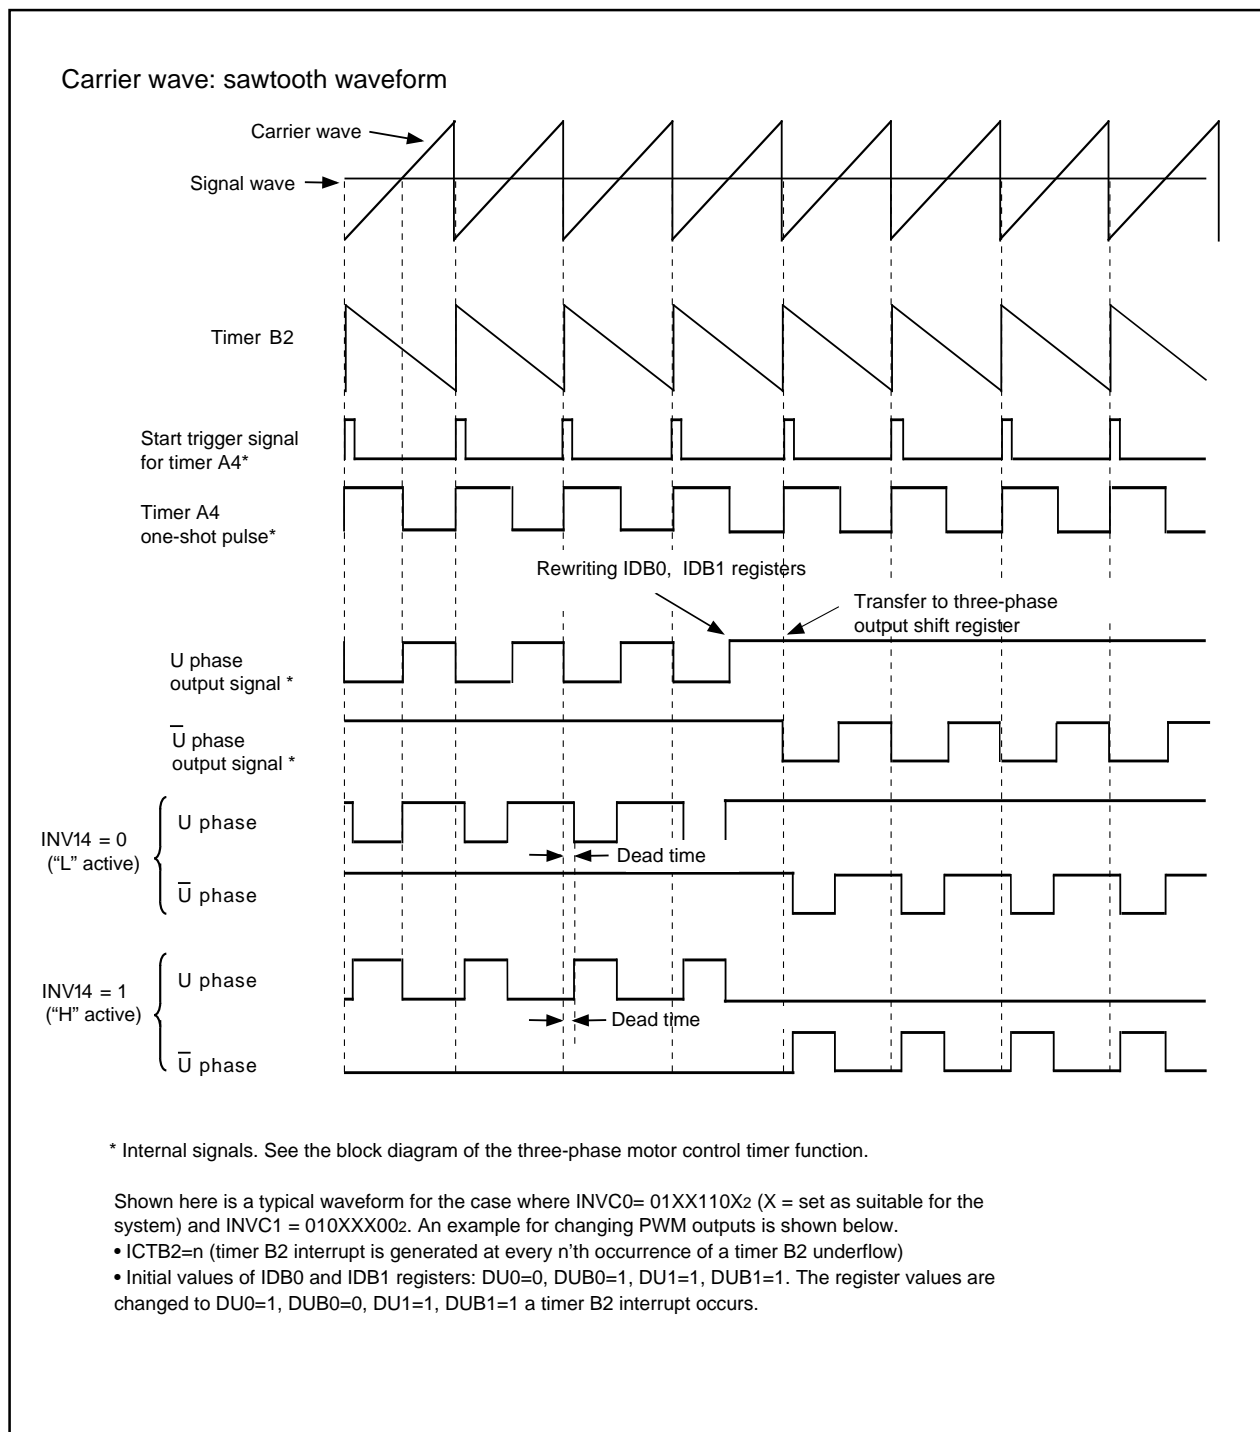 Carrier wave: sawtooth waveform
Carrier wave
Signal wave
Timer B2
Start trigger signal
for timer A4*
Timer A4
one-shot pulse*
Rewriting IDB0, IDB1 registers
Transfer to three-phase
output shift register
U phase
output signal *
U̅ phase
output signal *
INV14 = 0
(“L” active)
U phase
Dead time
U̅ phase
INV14 = 1
(“H” active)
U phase
Dead time
U̅ phase
* Internal signals. See the block diagram of the three-phase motor control timer function.
Shown here is a typical waveform for the case where INVC0= 01XX110X2 (X = set as suitable for the
system) and INVC1 = 010XXX002. An example for changing PWM outputs is shown below.
• ICTB2=n (timer B2 interrupt is generated at every n’th occurrence of a timer B2 underflow)
• Initial values of IDB0 and IDB1 registers: DU0=0, DUB0=1, DU1=1, DUB1=1. The register values are
changed to DU0=1, DUB0=0, DU1=1, DUB1=1 a timer B2 interrupt occurs.